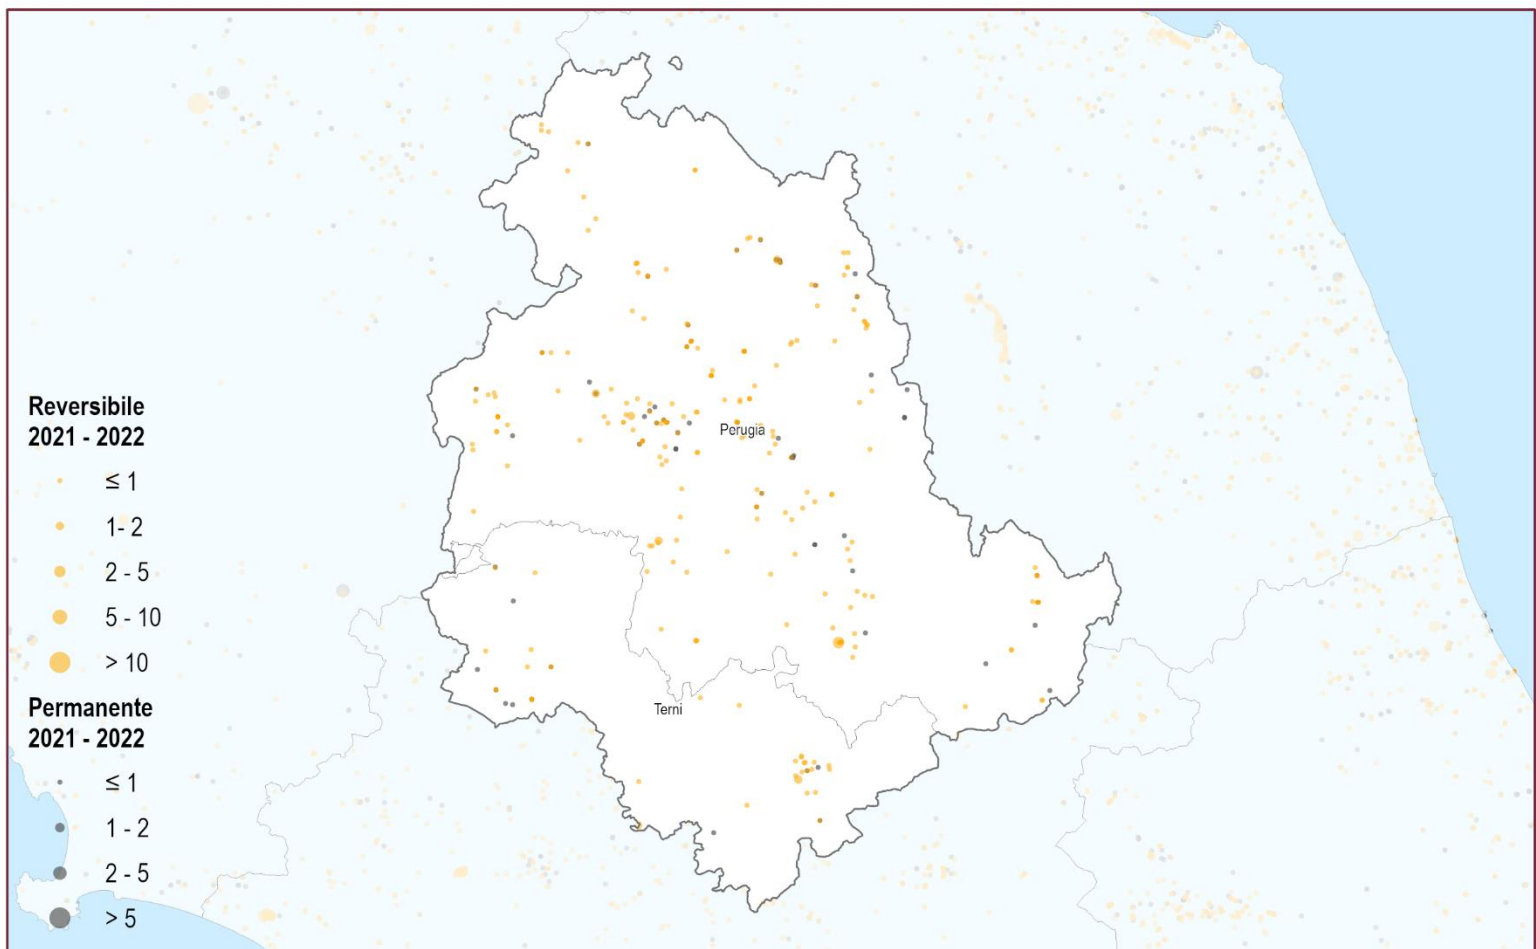 Reversibile
2021 - 2022
≤ 1
1- 2
2 - 5
5 - 10
> 10
Permanente
2021 - 2022
≤ 1
1 - 2
2 - 5
> 5
Perugia
Terni